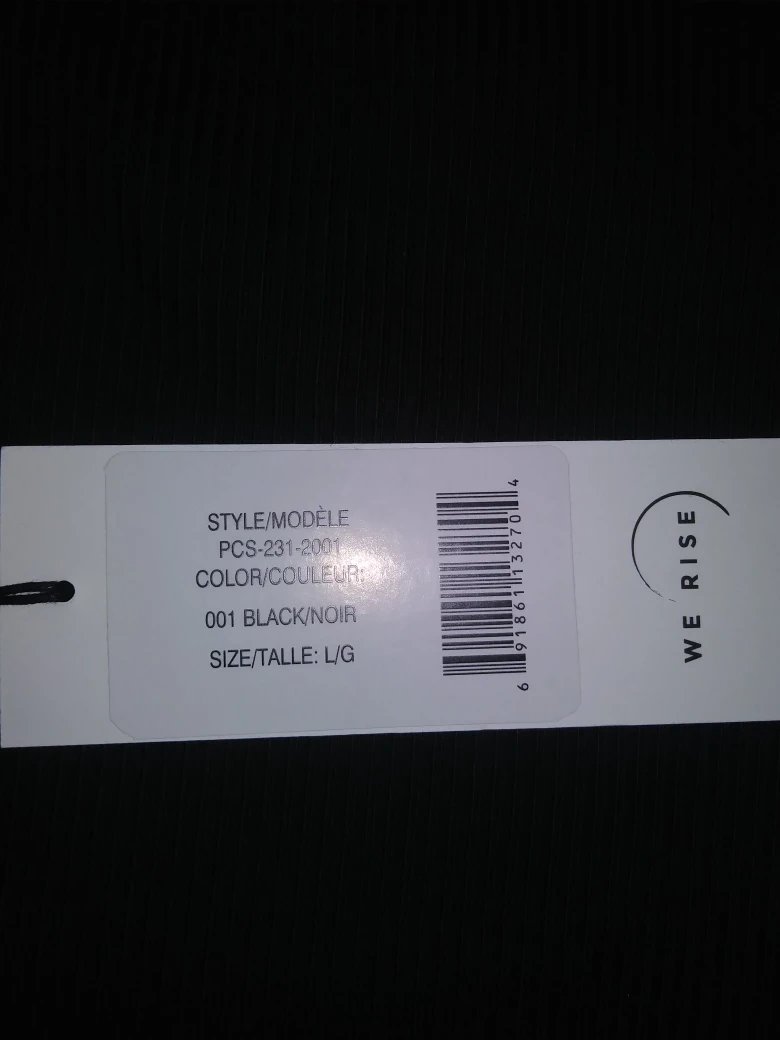 STYLE/MODÈLE
PCS-231-2001
COLOR/COULEUR:
001 BLACK/NOIR
SIZE/TALLE: L/G
6 91861 13270 4
WE RISE